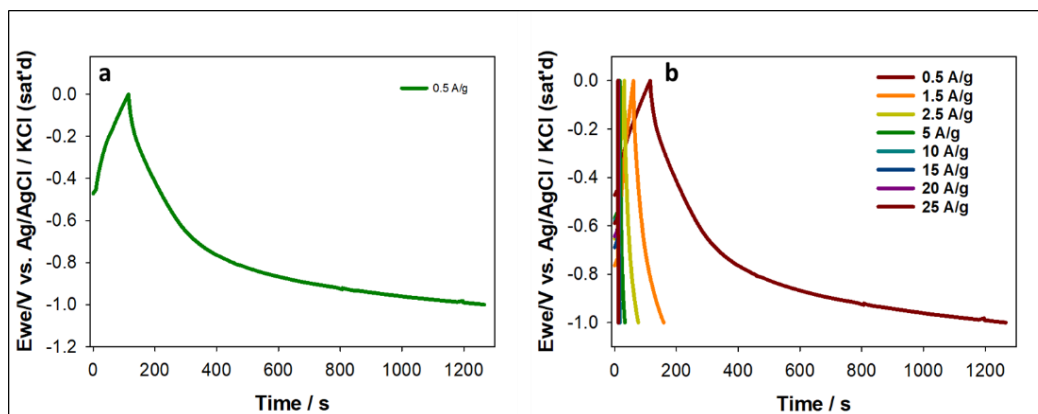 a
0.5 A/g
Ewe/V vs. Ag/AgCl / KCl (sat'd)
0.0
-0.2
-0.4
-0.6
-0.8
-1.0
-1.2
0 200 400 600 800 1000 1200
Time / s
b
0.5 A/g
1.5 A/g
2.5 A/g
5 A/g
10 A/g
15 A/g
20 A/g
25 A/g
Ewe/V vs. Ag/AgCl / KCl (sat'd)
0.0
-0.2
-0.4
-0.6
-0.8
-1.0
0 200 400 600 800 1000 1200
Time / s